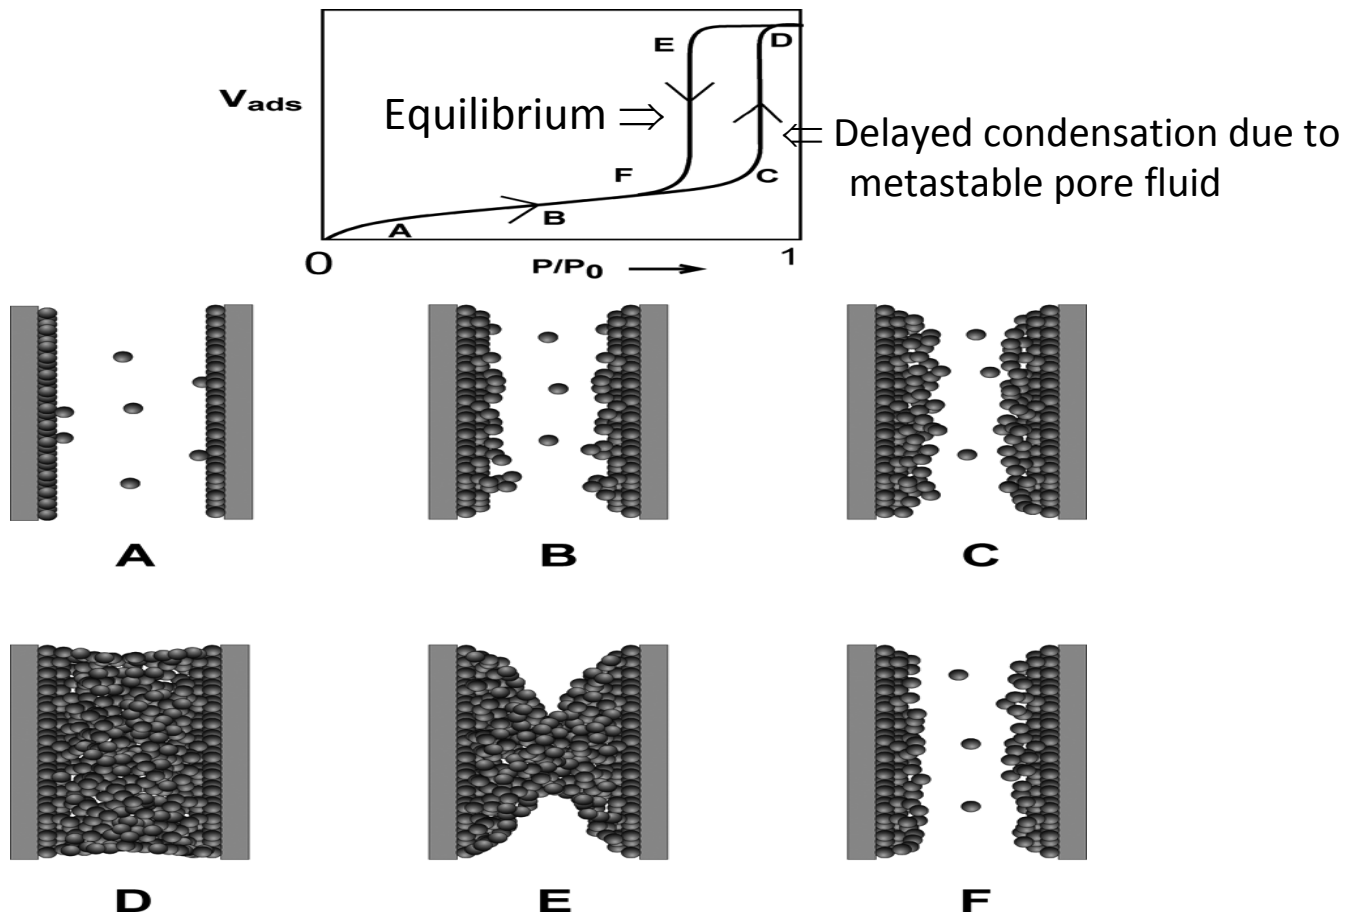 E
D
Vads
Equilibrium ⇒
⇐ Delayed condensation due to
metastable pore fluid
F
C
B
A
0
P/P0
1
A
B
C
D
E
F